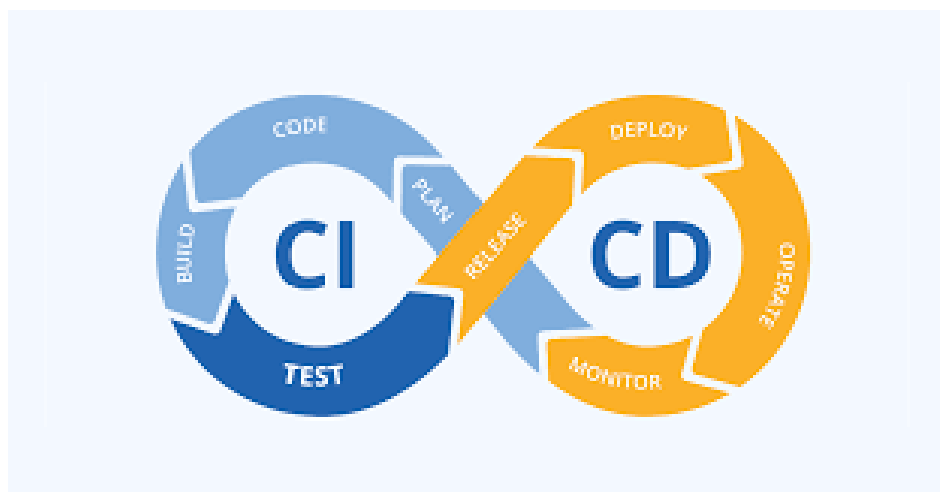 CODE
DEPLOY
PLAN
BUILD
CI
RELEASE
CD
OPERATE
TEST
MONITOR